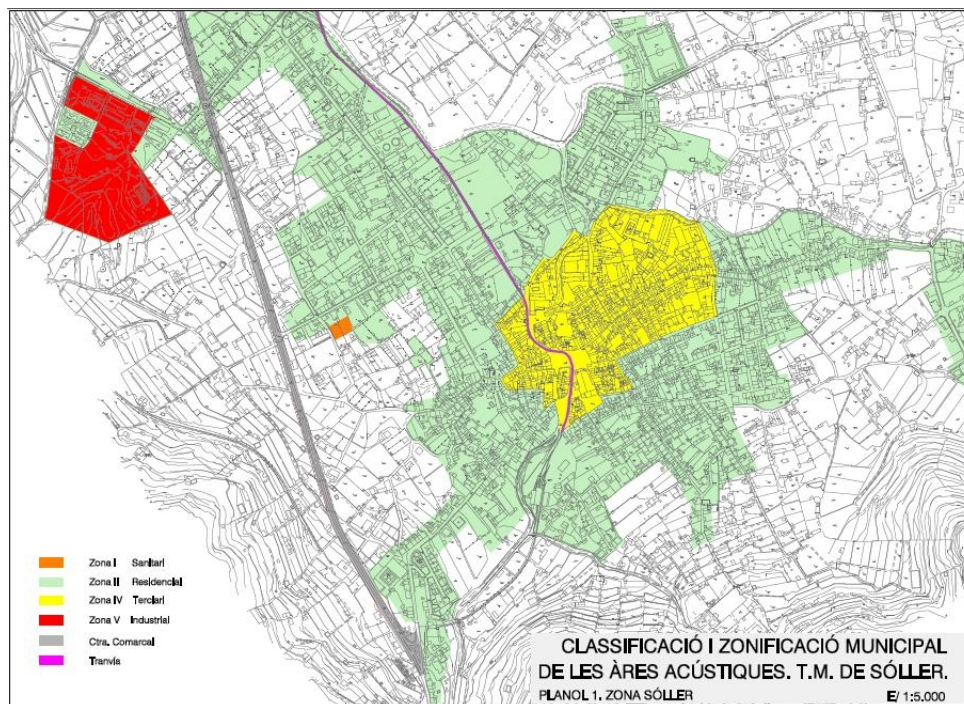 Zona I Sanitari
Zona II Residencial
Zona IV Terciari
Zona V Industrial
Ctra. Comarcal
Tranvía
CLASSIFICACIÓ I ZONIFICACIÓ MUNICIPAL
DE LES ÀREES ACÚSTIQUES. T.M. DE SÓLLER.
PLANOL 1. ZONA SÓLLER E/ 1:5.000